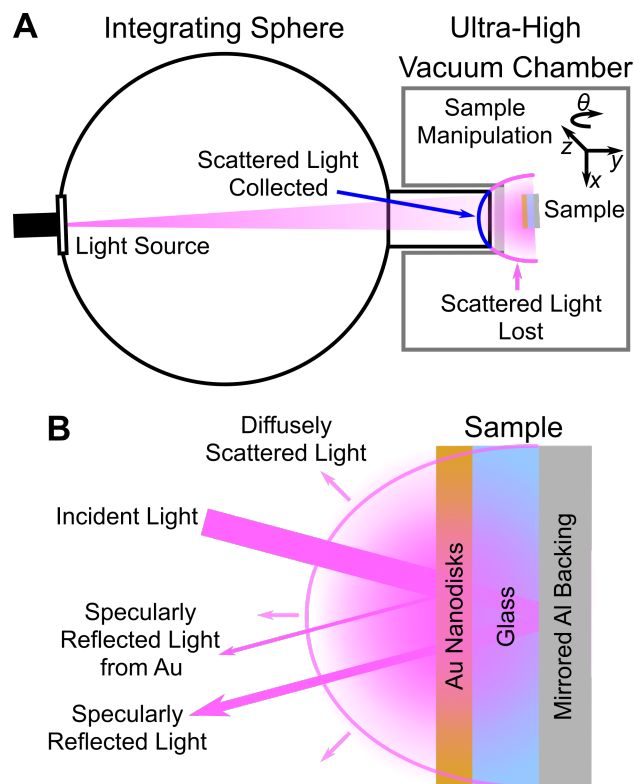 A
Integrating Sphere
Ultra-High
Vacuum Chamber
Sample
Manipulation
θ
z
y
x
Scattered Light
Collected
Sample
Light Source
Scattered Light
Lost
B
Sample
Diffusely
Scattered Light
Incident Light
Specularly
Reflected Light
from Au
Specularly
Reflected Light
Au Nanodisks
Glass
Mirrored Al Backing